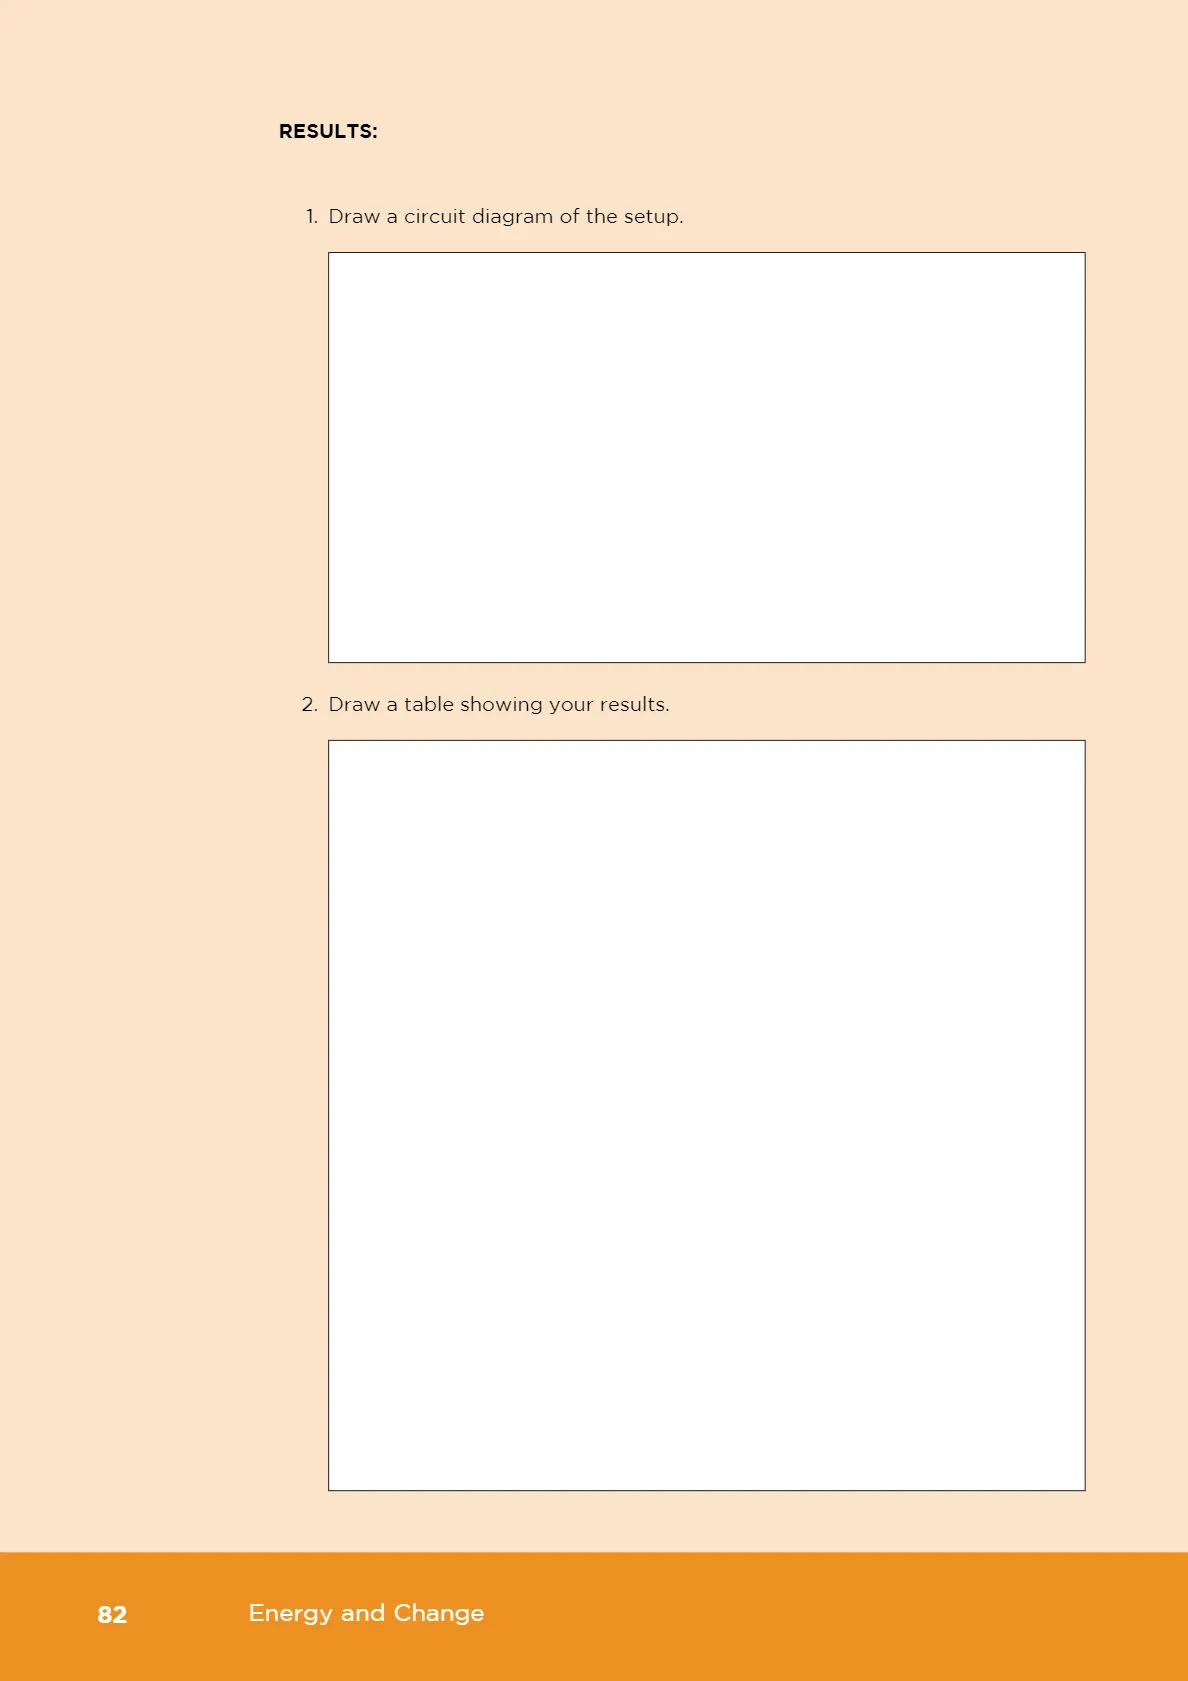 RESULTS:
1. Draw a circuit diagram of the setup.
2. Draw a table showing your results.
82 Energy and Change